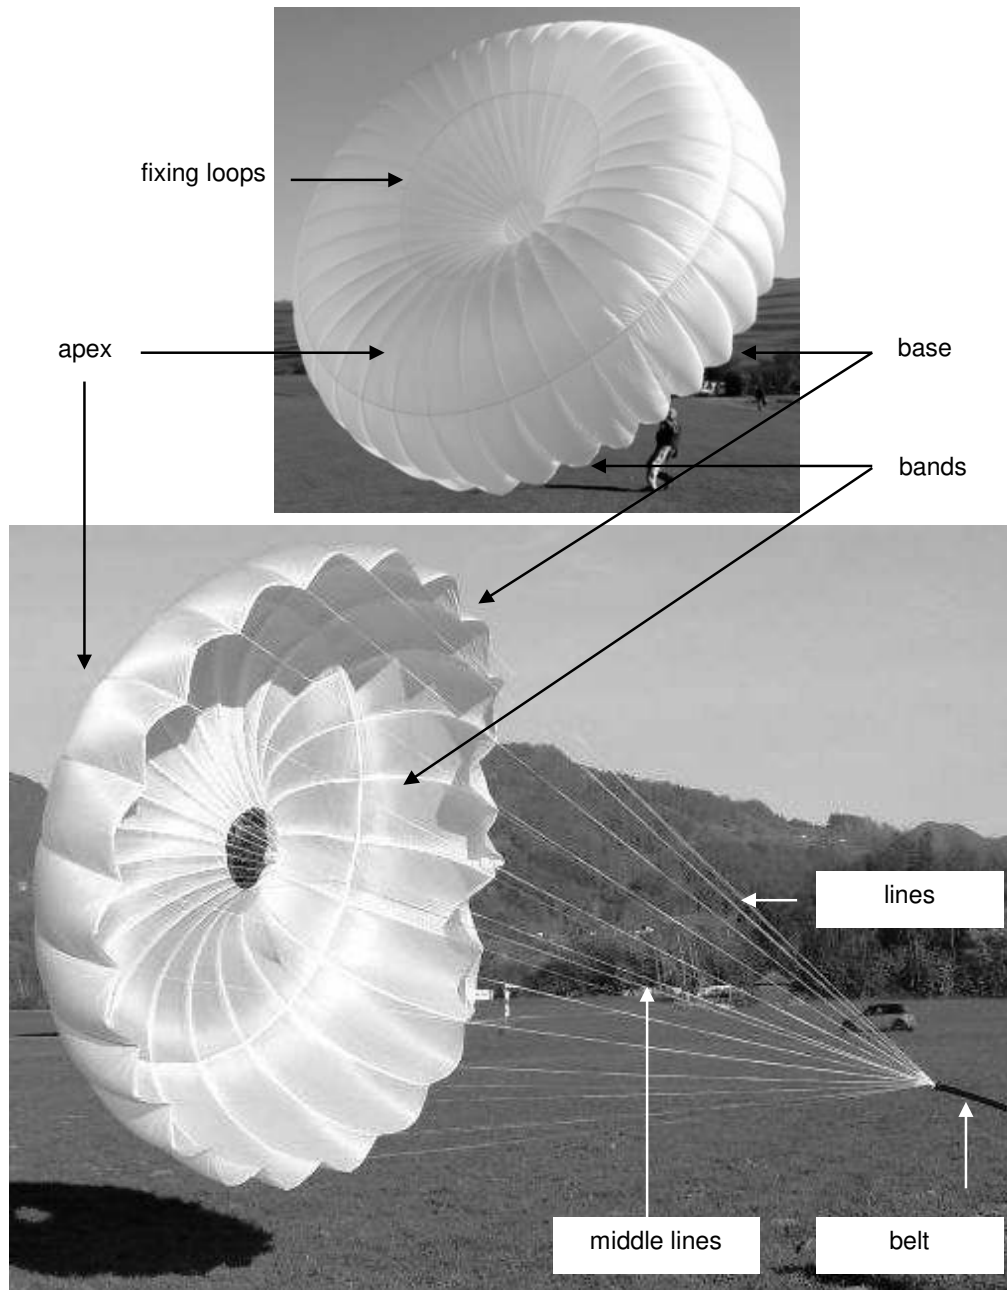 fixing loops
apex
base
bands
lines
middle lines
belt